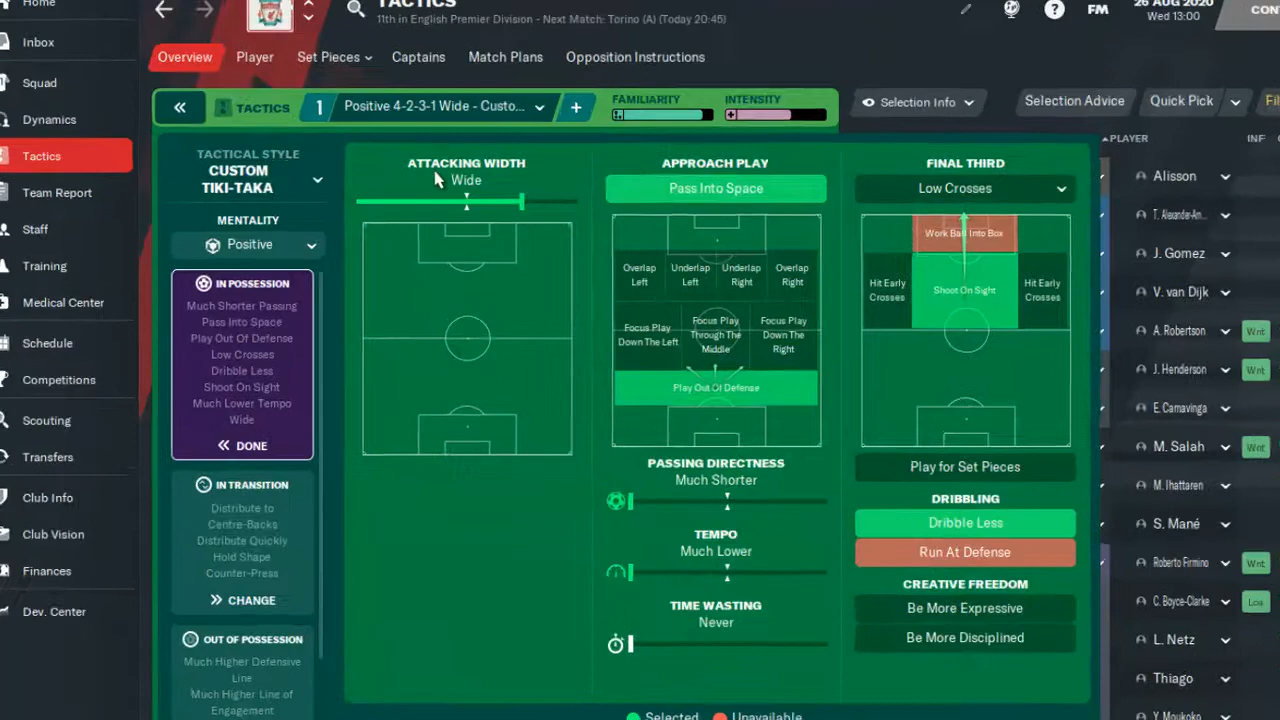 Home
Inbox
Squad
Dynamics
Tactics
Team Report
Staff
Training
Medical Center
Schedule
Competitions
Scouting
Transfers
Club Info
Club Vision
Finances
Dev. Center
TACTICS
11th in English Premier Division - Next Match: Torino (A) (Today 20:45)
FM
26 AUG 2020
Wed 13:00
CON
Overview
Player
Set Pieces
Captains
Match Plans
Opposition Instructions
TACTICS
1
Positive 4-2-3-1 Wide - Custo...
FAMILIARITY
INTENSITY
Selection Info
Selection Advice
Quick Pick
TACTICAL STYLE
CUSTOM
TIKI-TAKA
MENTALITY
Positive
IN POSSESSION
Much Shorter Passing
Pass Into Space
Play Out Of Defense
Low Crosses
Dribble Less
Shoot On Sight
Much Lower Tempo
Wide
DONE
IN TRANSITION
Distribute to
Centre-Backs
Distribute Quickly
Hold Shape
Counter-Press
CHANGE
OUT OF POSSESSION
Much Higher Defensive
Line
Much Higher Line of
Engagement
ATTACKING WIDTH
Wide
APPROACH PLAY
Pass Into Space
Overlap Left
Underlap Left
Underlap Right
Overlap Right
Focus Play Down The Left
Focus Play Through The Middle
Focus Play Down The Right
Play Out Of Defense
PASSING DIRECTNESS
Much Shorter
TEMPO
Much Lower
TIME WASTING
Never
FINAL THIRD
Low Crosses
Work Ball Into Box
Hit Early Crosses
Shoot On Sight
Hit Early Crosses
Play for Set Pieces
DRIBBLING
Dribble Less
Run At Defense
CREATIVE FREEDOM
Be More Expressive
Be More Disciplined
Selected
Unavailable
PLAYER
INF
Alisson
T. Alexander-Arn...
J. Gomez
V. van Dijk
A. Robertson
Wnt
J. Henderson
Wnt
E. Camavinga
M. Salah
Wnt
M. Ihattaren
S. Mané
Roberto Firmino
Wnt
C. Boyce-Clarke
Loa
L. Netz
Thiago
Y. Moukoko